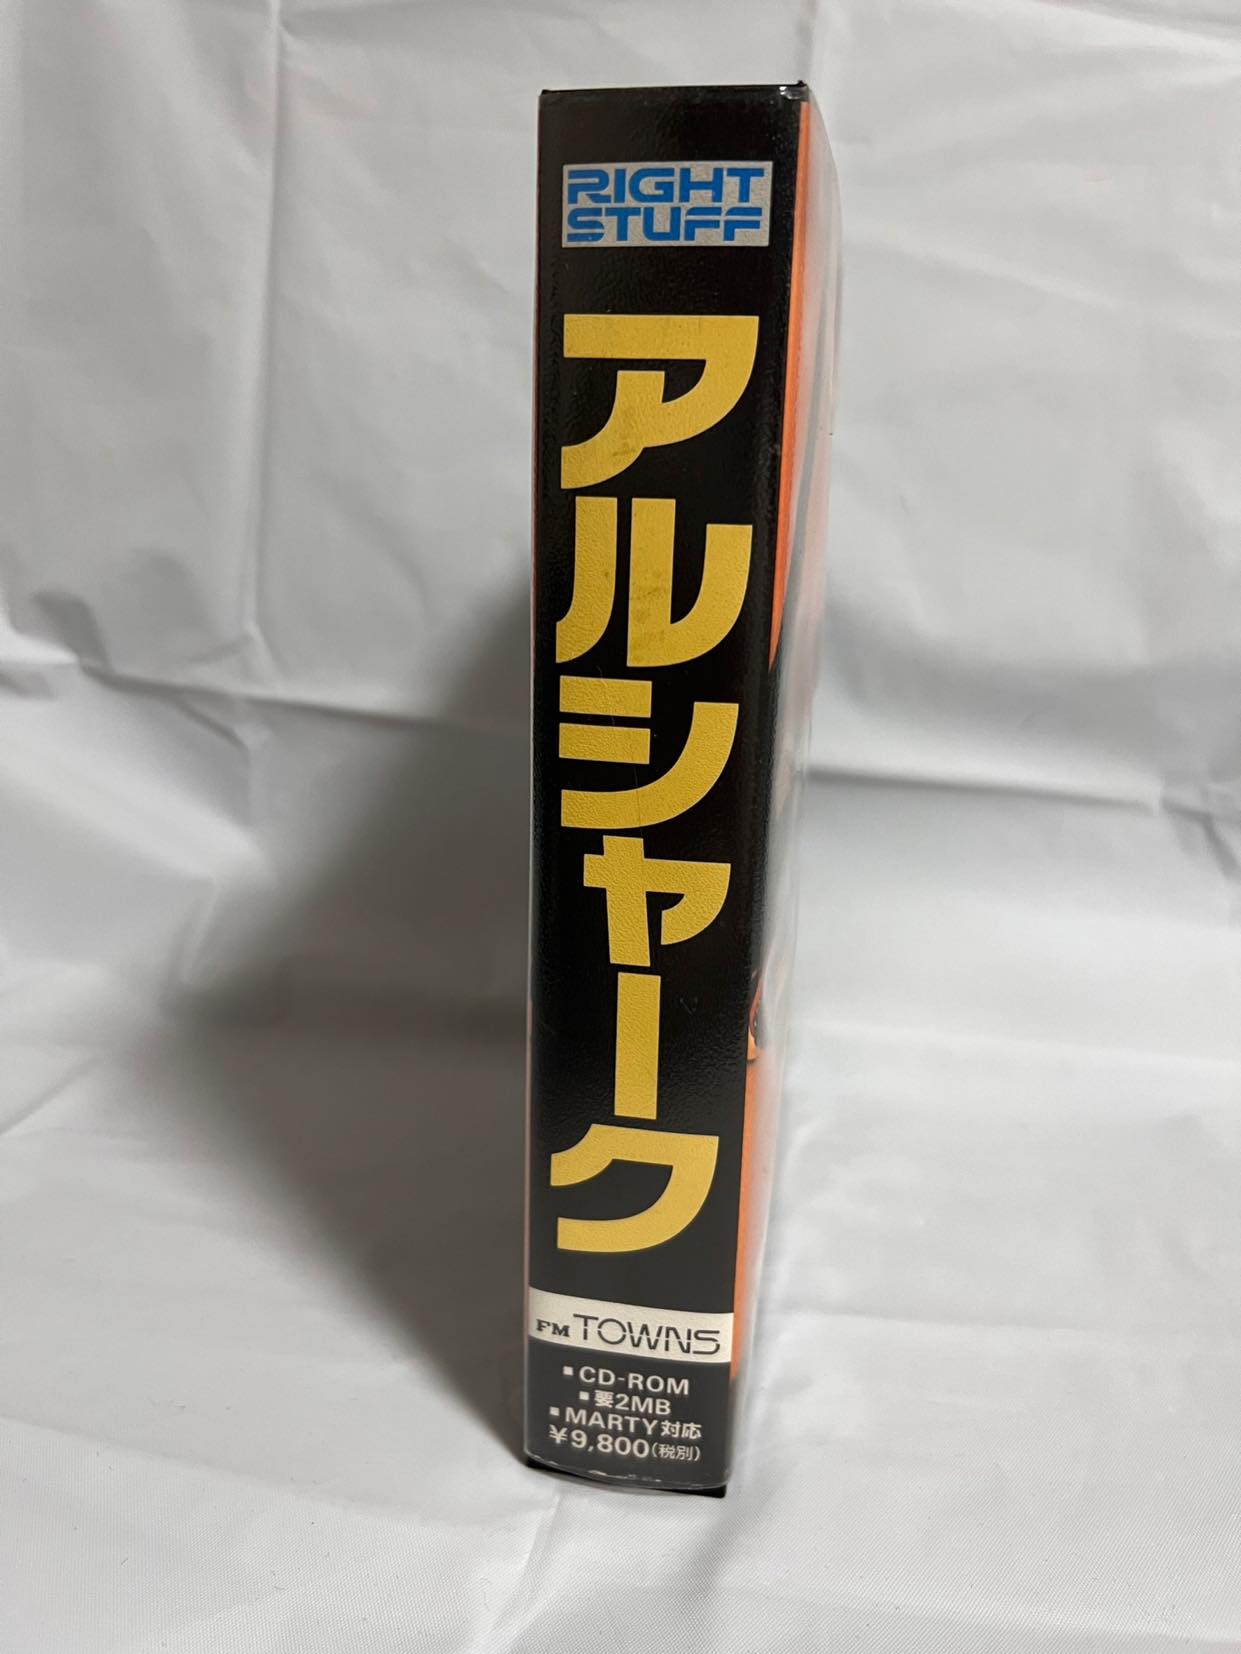 RIGHT
STUFF
アルシャーク
FM TOWNS
▪CD-ROM
▪要2MB
▪MARTY対応
¥9,800(税別)